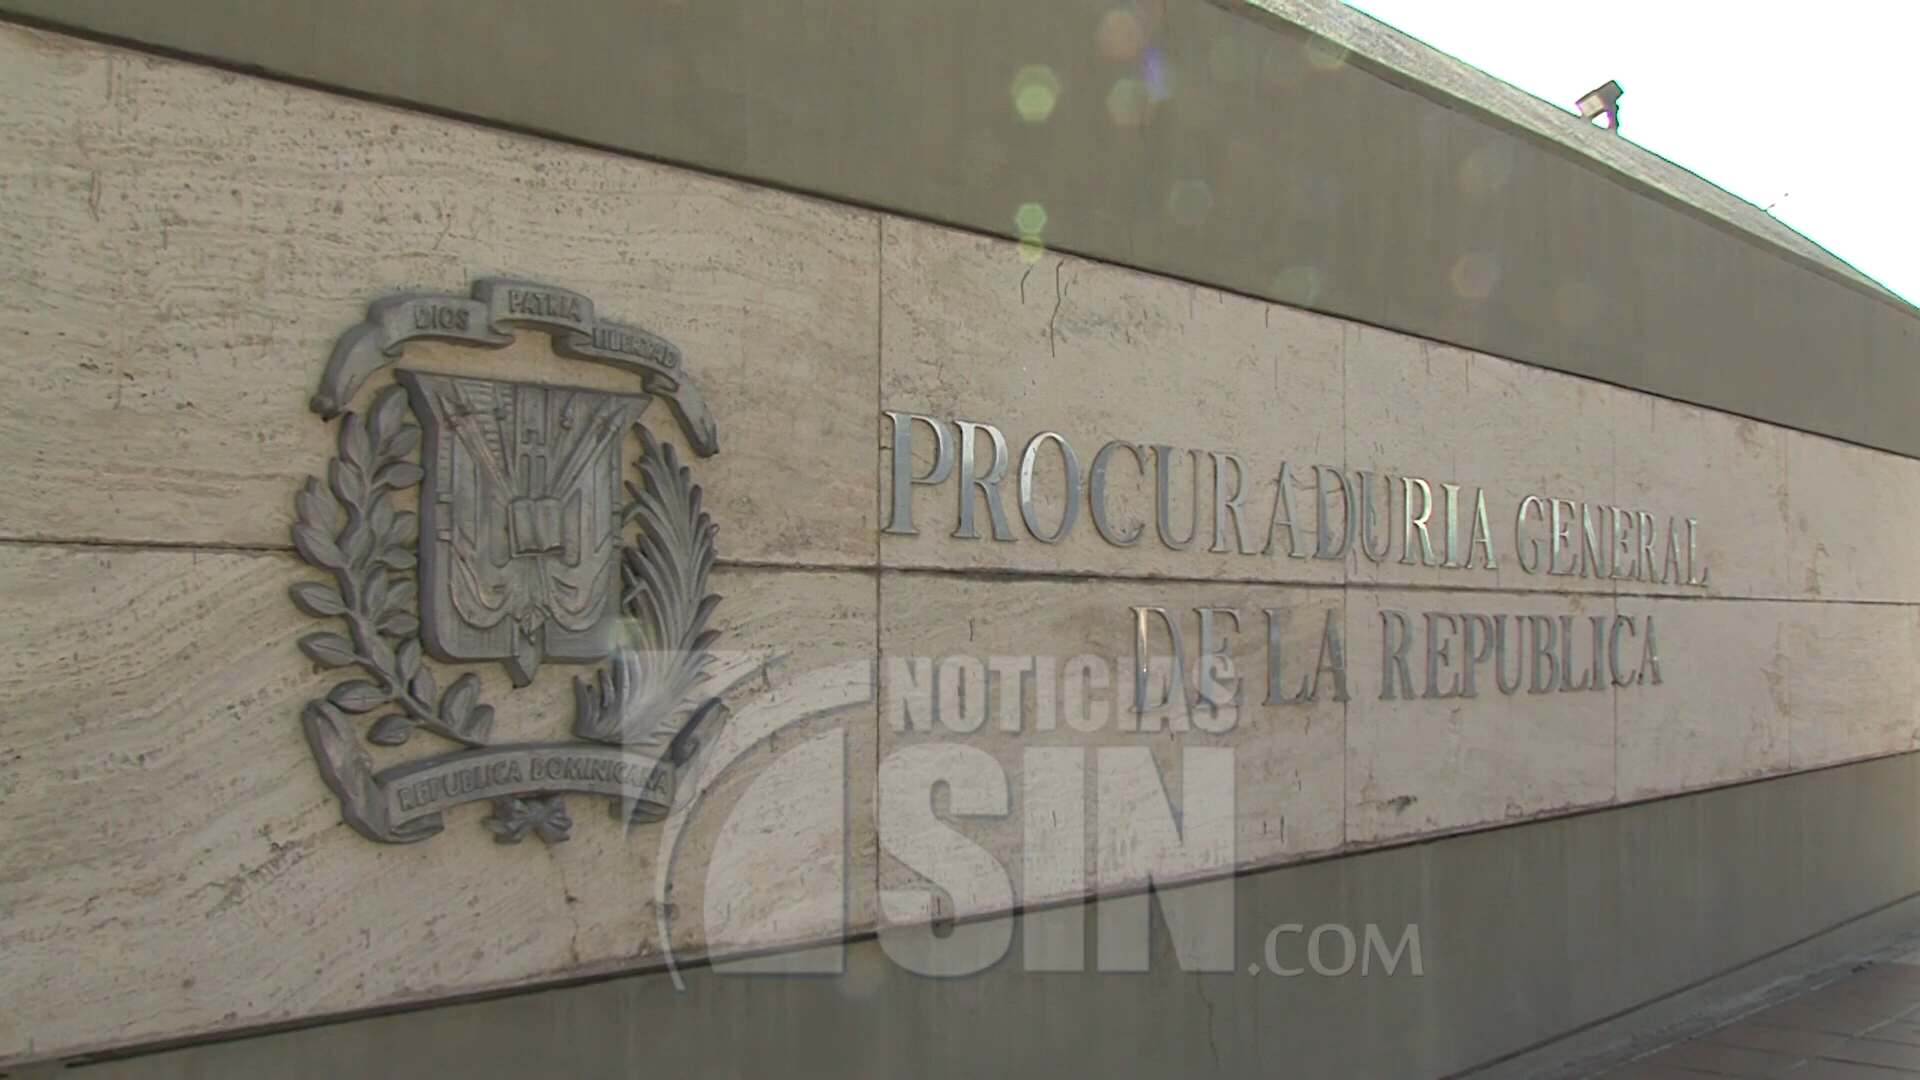 DIOS PATRIA LIBERTAD
REPUBLICA DOMINICANA
PROCURADURIA GENERAL
DE LA REPUBLICA
NOTICIAS
SIN
.COM